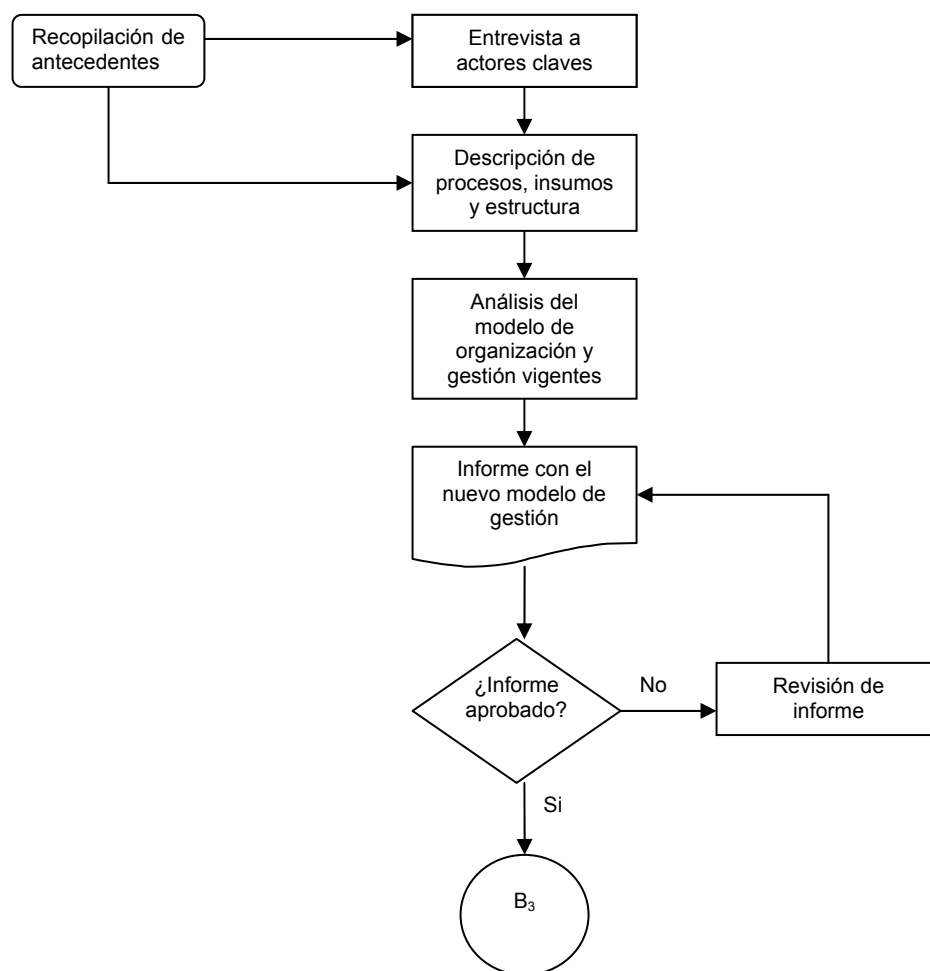 Recopilación de
antecedentes
Entrevista a
actores claves
Descripción de
procesos, insumos
y estructura
Análisis del
modelo de
organización y
gestión vigentes
Informe con el
nuevo modelo de
gestión
¿Informe
aprobado?
No
Revisión de
informe
Si
B₃